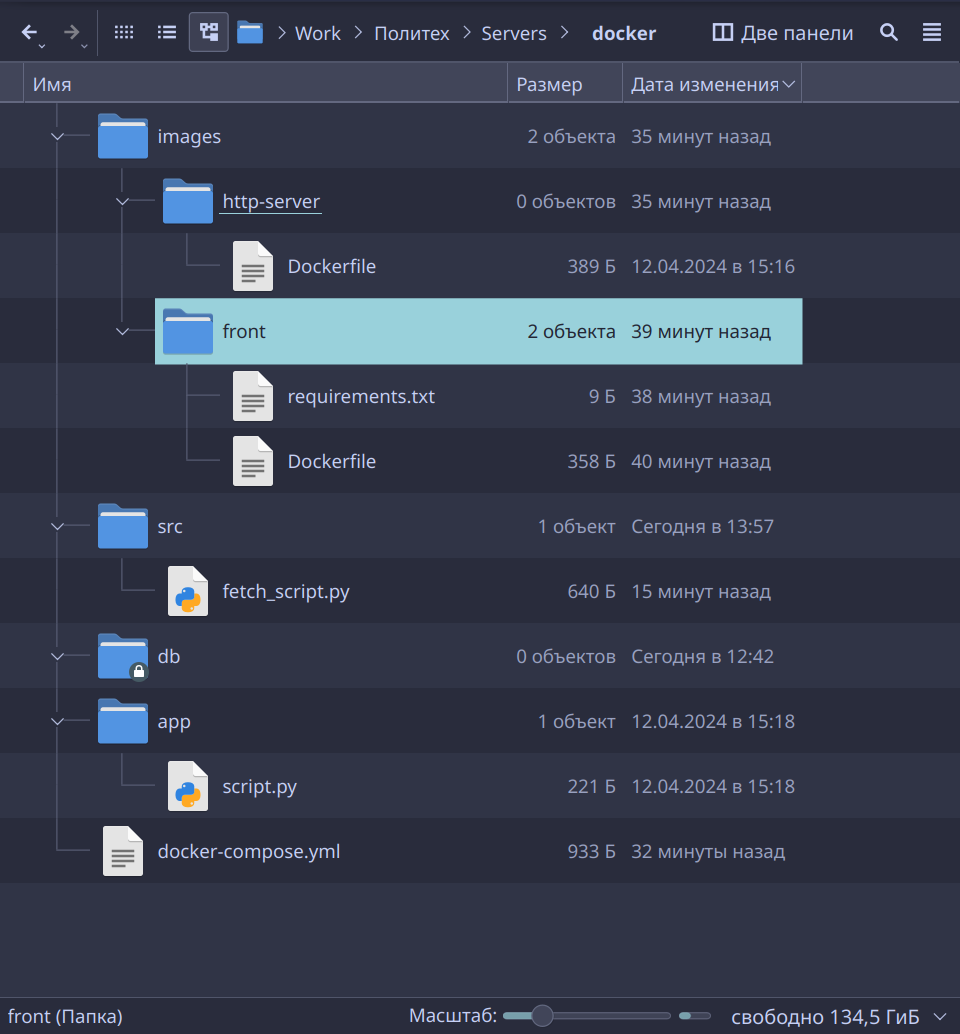 Work Политех Servers docker Две панели
Имя Размер Дата изменения
images 2 объекта 35 минут назад
http-server 0 объектов 35 минут назад
Dockerfile 389 Б 12.04.2024 в 15:16
front 2 объекта 39 минут назад
requirements.txt 9 Б 38 минут назад
Dockerfile 358 Б 40 минут назад
src 1 объект Сегодня в 13:57
fetch_script.py 640 Б 15 минут назад
db 0 объектов Сегодня в 12:42
app 1 объект 12.04.2024 в 15:18
script.py 221 Б 12.04.2024 в 15:18
docker-compose.yml 933 Б 32 минуты назад
front (Папка) Масштаб: свободно 134,5 ГиБ